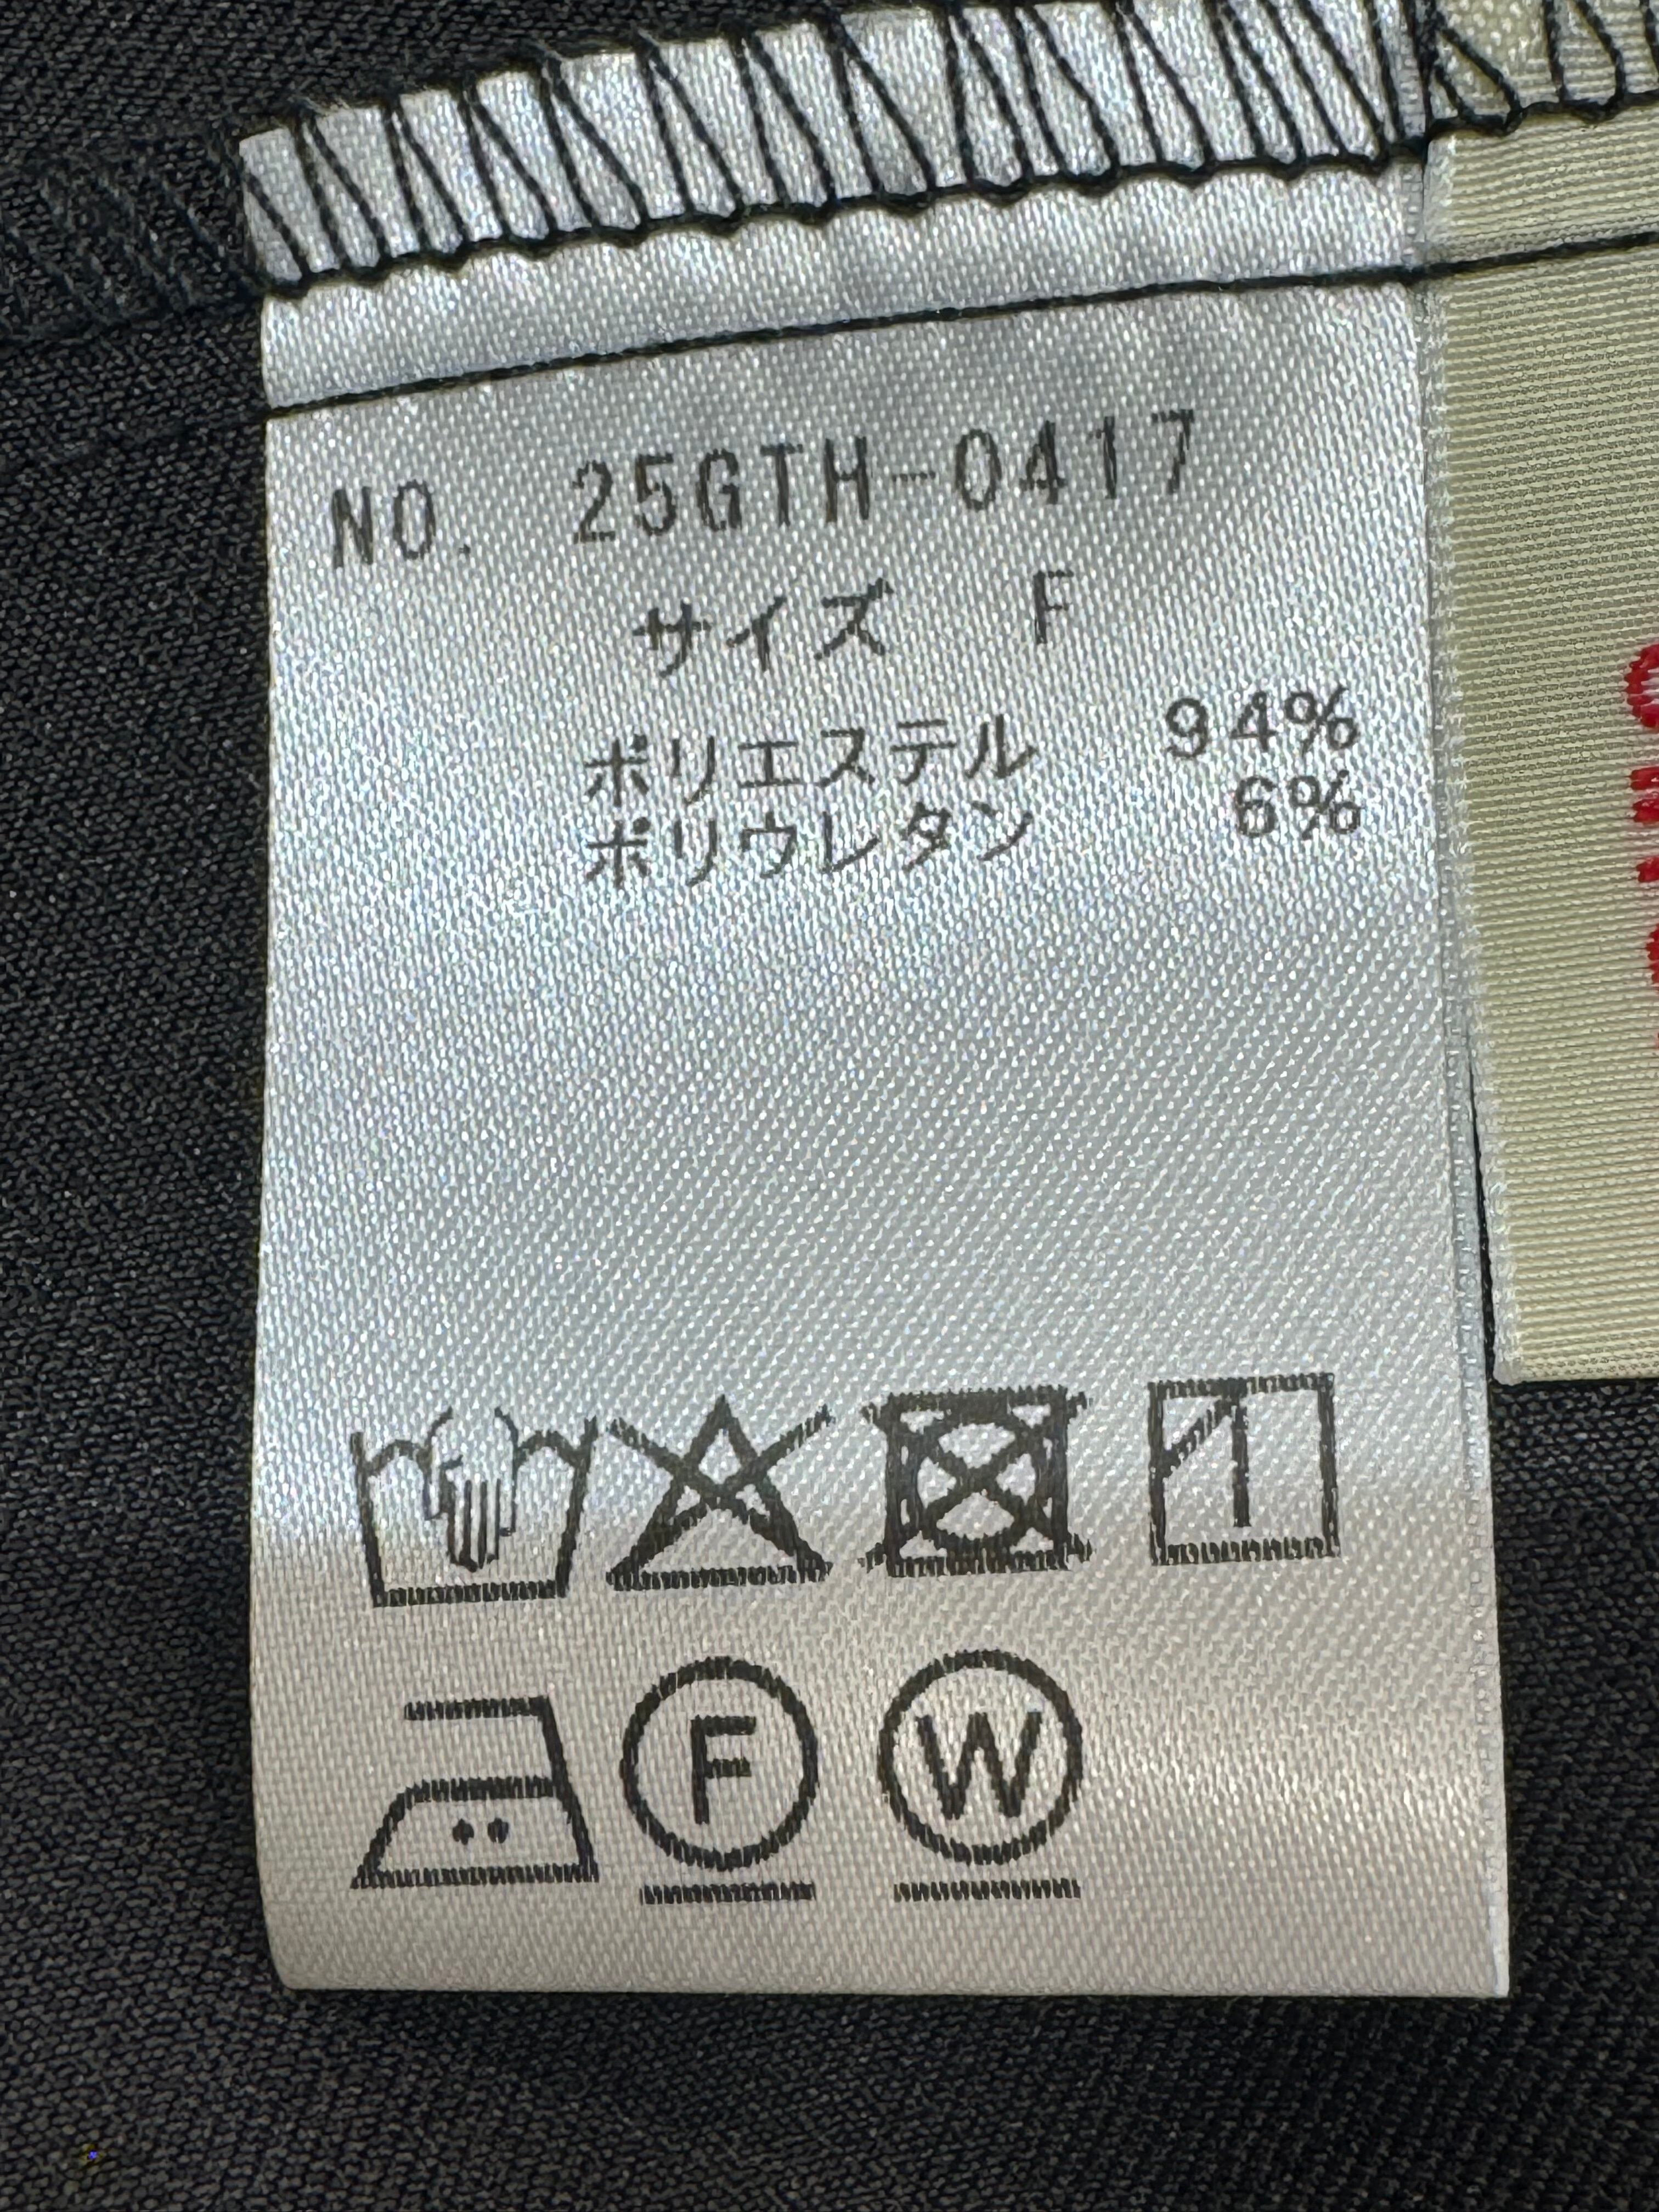 NO. 25GTH-0417
サイズ F
ポリエステル 94%
ポリウレタン 6%
F W